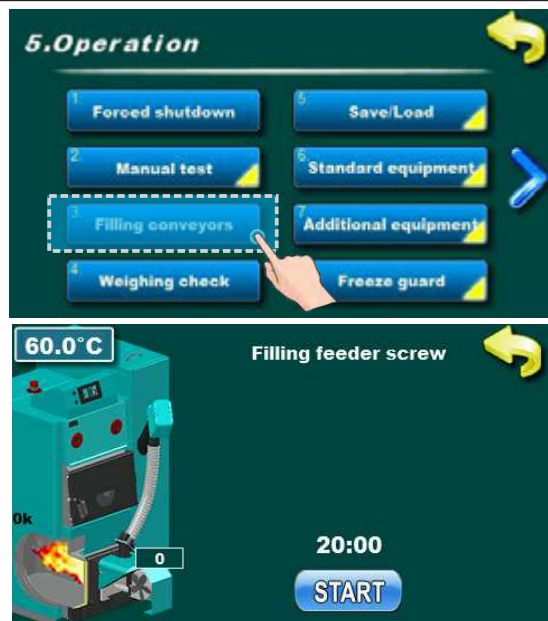 5.Operation
1. Forced shutdown
5. Save/Load
2. Manual test
6. Standard equipment
3. Filling conveyors
7. Additional equipment
4. Weighing check
Freeze guard
60.0°C
Filling feeder screw
0k
0
20:00
START